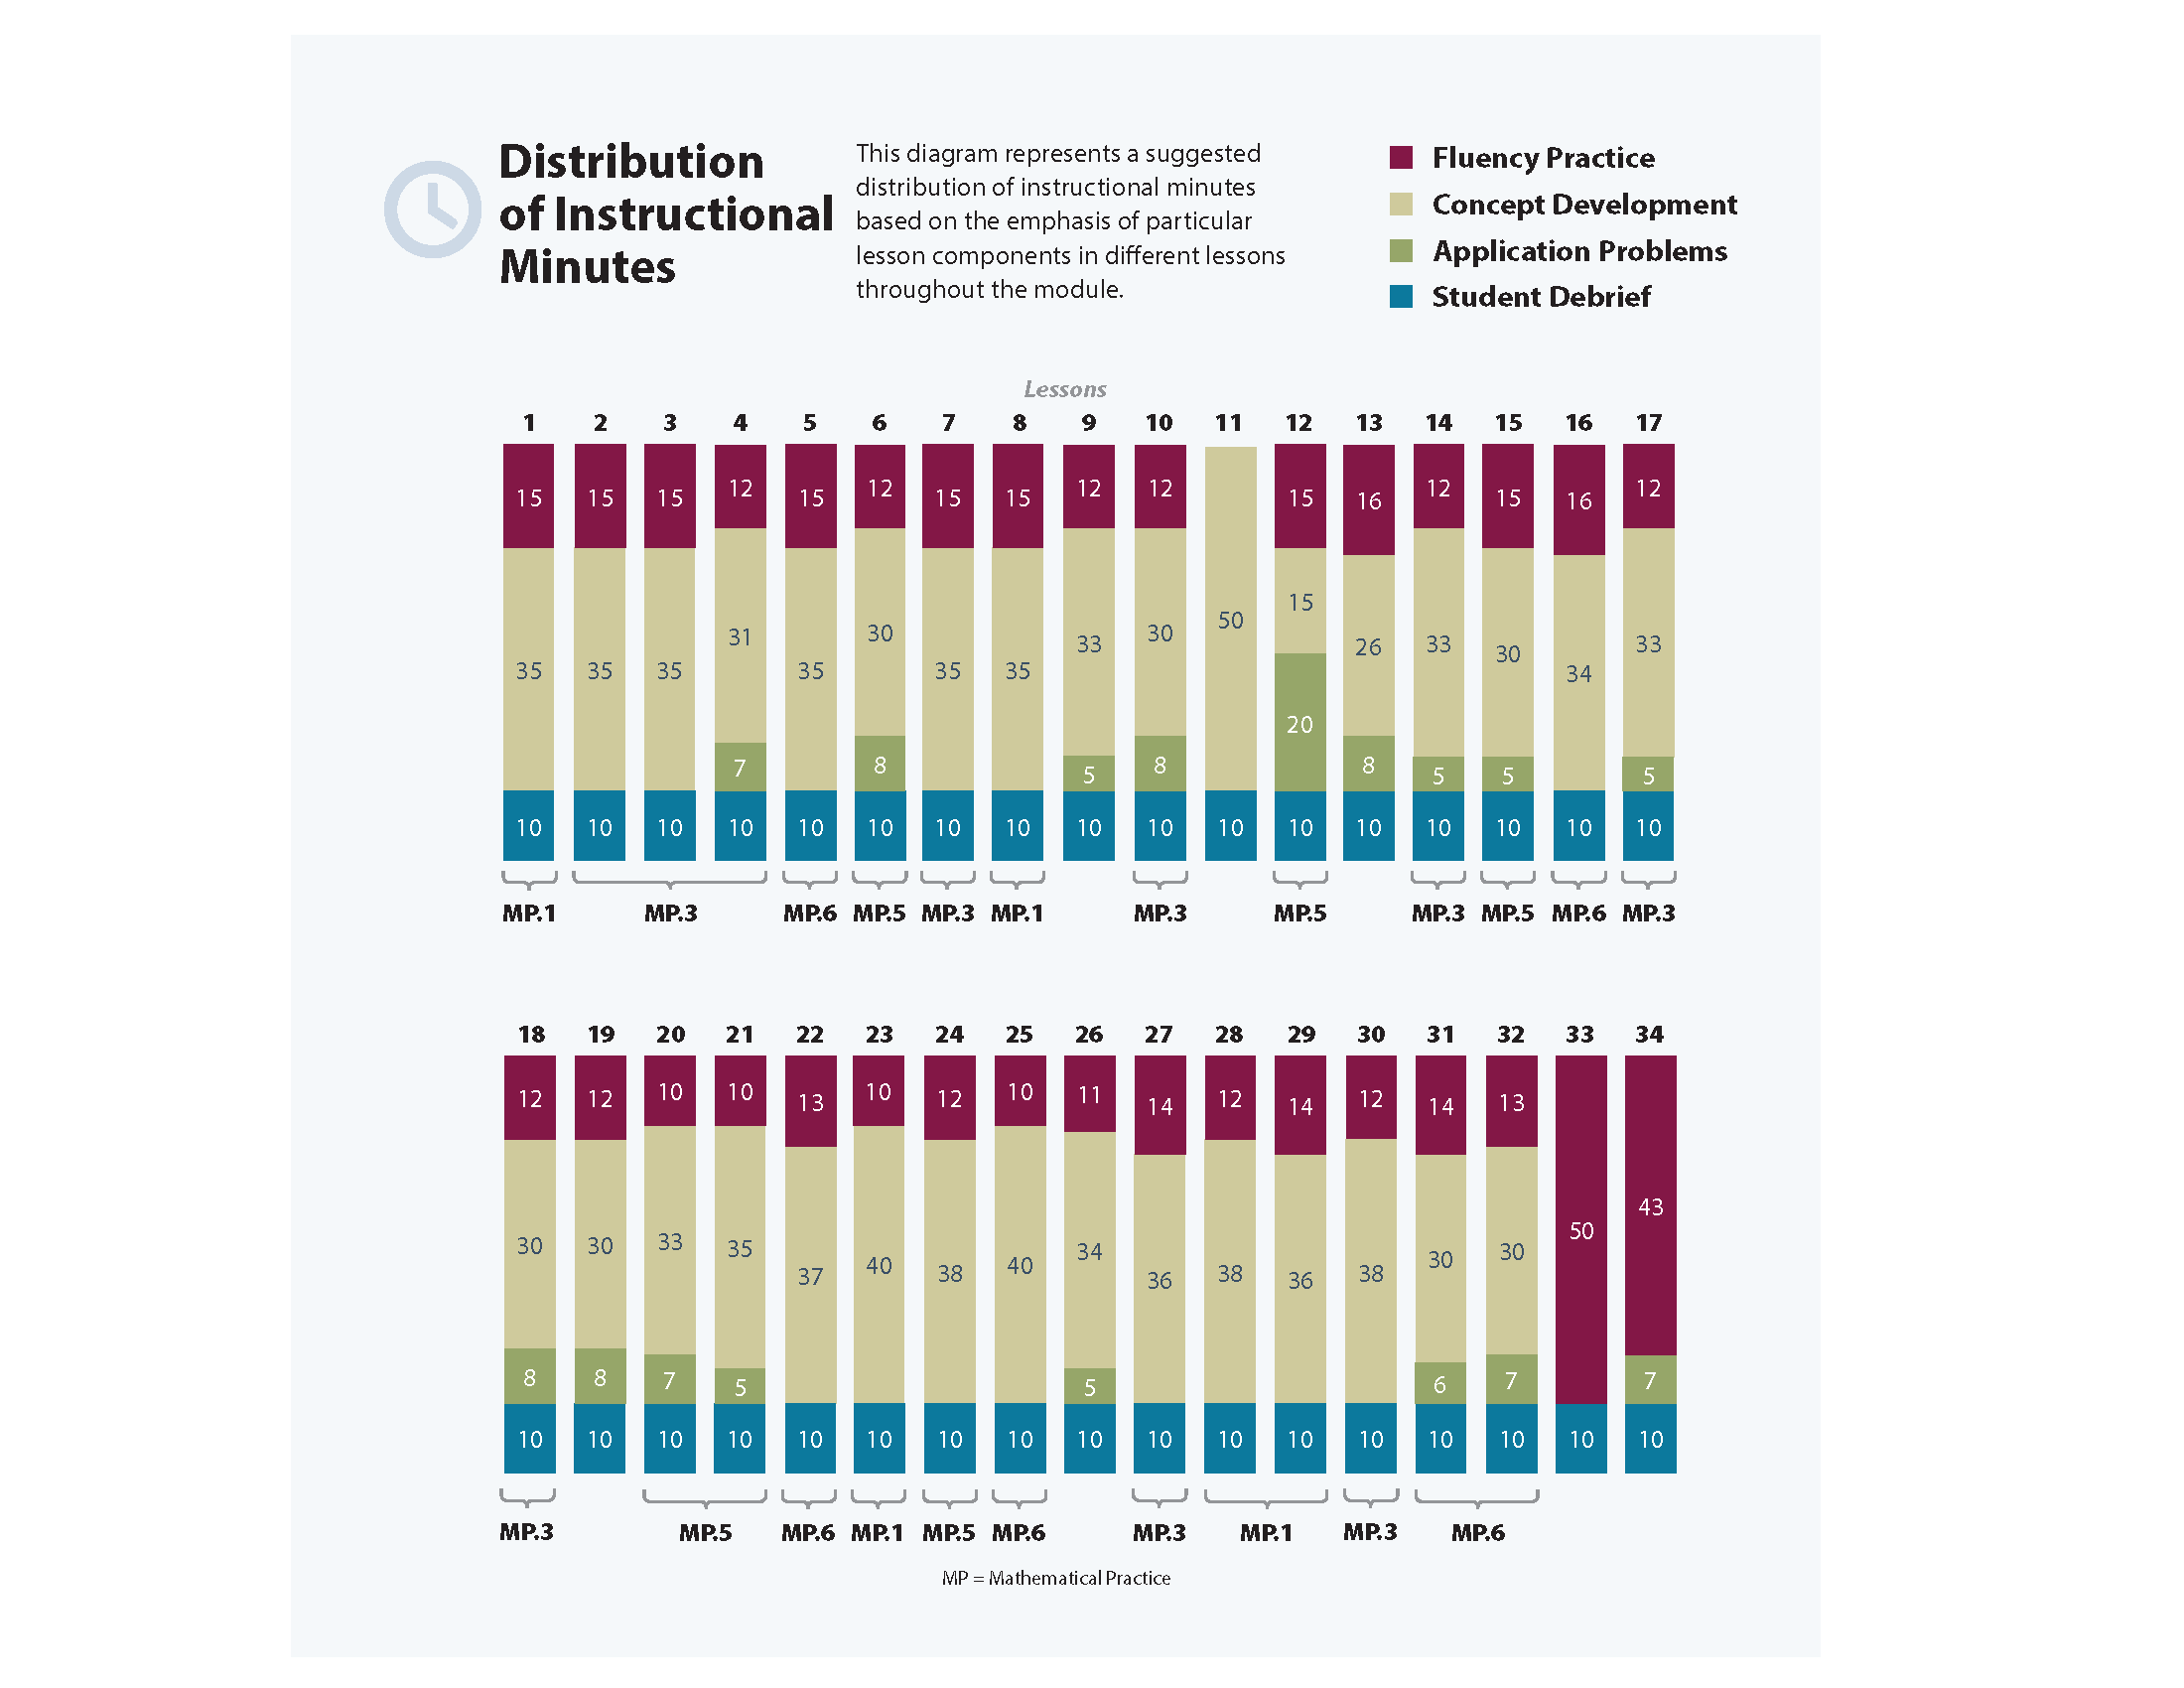 Distribution
of Instructional
Minutes
This diagram represents a suggested
distribution of instructional minutes
based on the emphasis of particular
lesson components in different lessons
throughout the module.
Fluency Practice
Concept Development
Application Problems
Student Debrief
Lessons
1 2 3 4 5 6 7 8 9 10 11 12 13 14 15 16 17
15 15 15 12 15 12 15 15 12 12 15 16 12 15 16 12
35 35 35 31 35 30 35 35 33 30 50 15 26 33 30 34 33
7 8 5 8 20 8 5 5 5
10 10 10 10 10 10 10 10 10 10 10 10 10 10 10 10 10
MP.1 MP.3 MP.6 MP.5 MP.3 MP.1 MP.3 MP.5 MP.3 MP.5 MP.6 MP.3
18 19 20 21 22 23 24 25 26 27 28 29 30 31 32 33 34
12 12 10 10 13 10 12 10 11 14 12 14 12 14 13 50 43
30 30 33 35 37 40 38 40 34 36 38 36 38 30 30
8 8 7 5 5 6 7 7
10 10 10 10 10 10 10 10 10 10 10 10 10 10 10 10 10
MP.3 MP.5 MP.6 MP.1 MP.5 MP.6 MP.3 MP.1 MP.3 MP.6
MP = Mathematical Practice